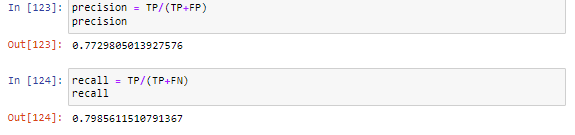 In [123]: precision = TP/(TP+FP)
precision
Out[123]: 0.7729805013927576
In [124]: recall = TP/(TP+FN)
recall
Out[124]: 0.7985611510791367